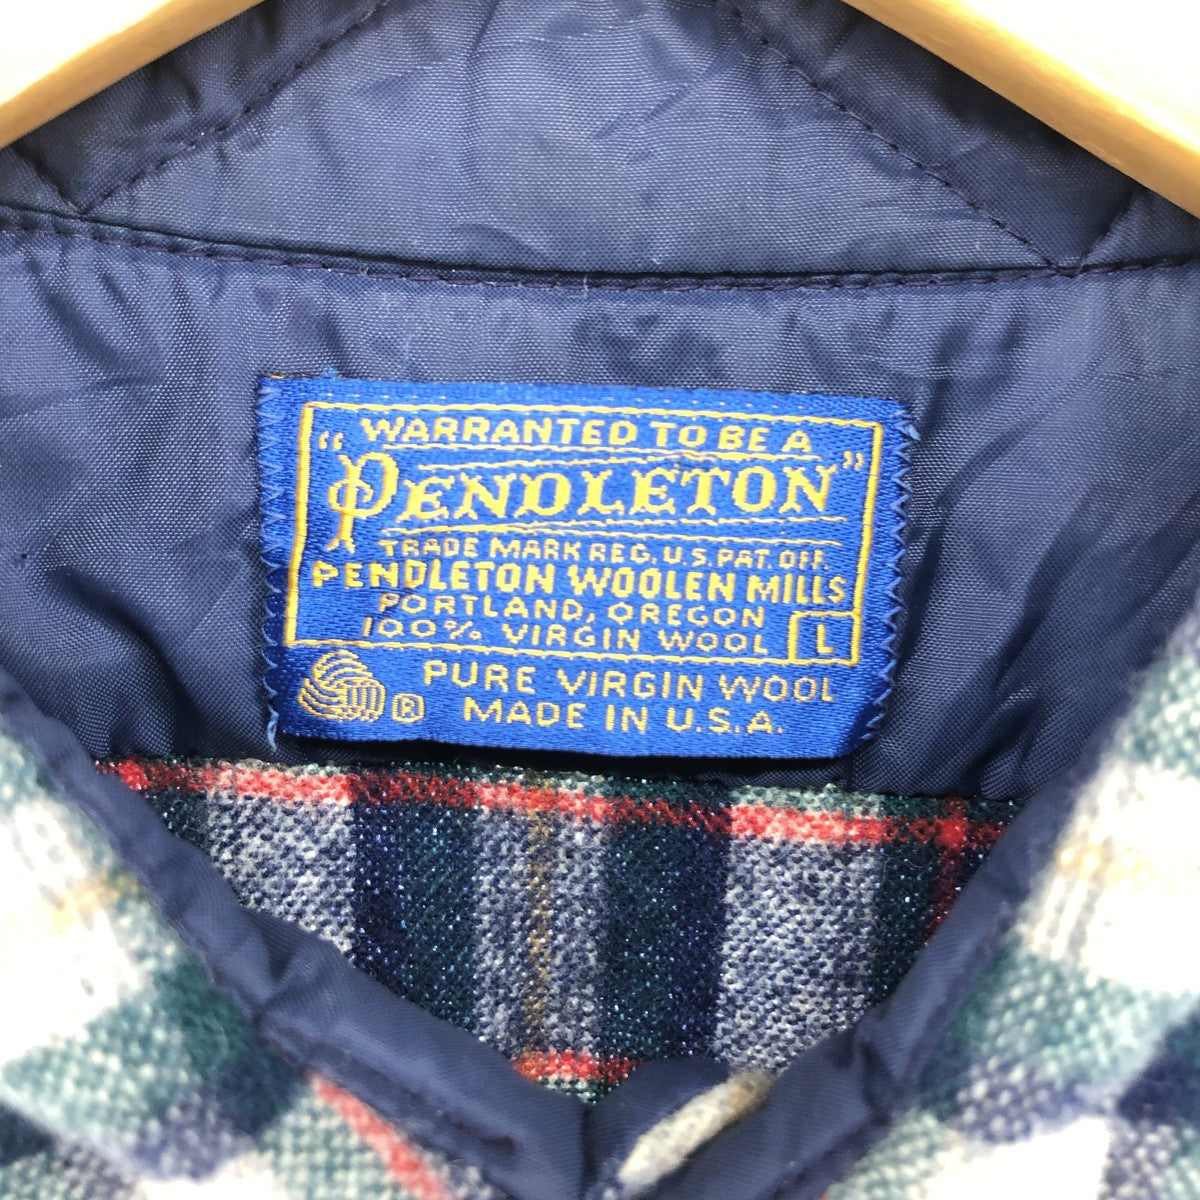 WARRANTED TO BE A
"PENDLETON"
TRADE MARK REG. U.S. PAT. OFF.
PENDLETON WOOLEN MILLS
PORTLAND, OREGON
100% VIRGIN WOOL L
PURE VIRGIN WOOL
® MADE IN U.S.A.